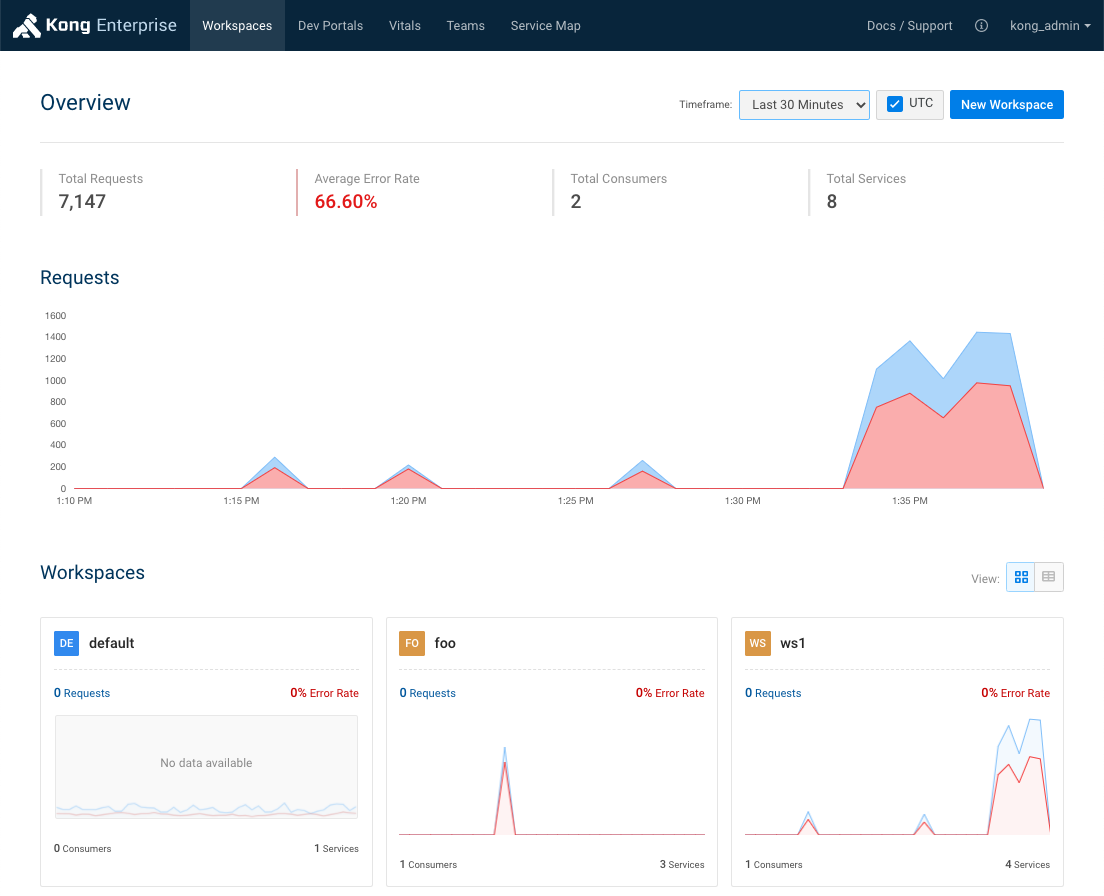 Kong Enterprise Workspaces Dev Portals Vitals Teams Service Map Docs / Support kong_admin
Overview
Timeframe: Last 30 Minutes UTC New Workspace
Total Requests Average Error Rate Total Consumers Total Services
7,147 66.60% 2 8
Requests
1600
1400
1200
1000
800
600
400
200
0
1:10 PM 1:15 PM 1:20 PM 1:25 PM 1:30 PM 1:35 PM
Workspaces
View:
DE default FO foo WS ws1
0 Requests 0% Error Rate 0 Requests 0% Error Rate 0 Requests 0% Error Rate
No data available
0 Consumers 1 Services
1 Consumers 3 Services 1 Consumers 4 Services